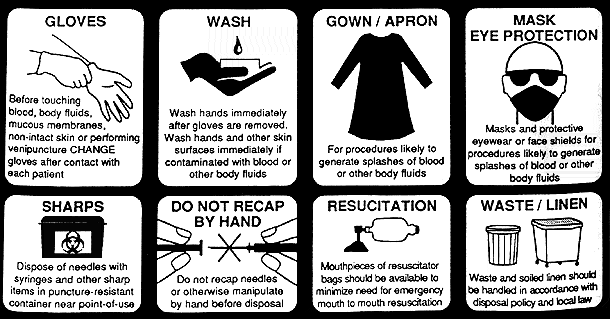 GLOVES
Before touching
blood, body fluids,
mucous membranes,
non-intact skin or performing
venipuncture CHANGE
gloves after contact with
each patient
WASH
Wash hands immediately
after gloves are removed.
Wash hands and other skin
surfaces immediately if
contaminated with blood or
other body fluids
GOWN / APRON
For procedures likely to
generate splashes of blood
or other body fluids
MASK
EYE PROTECTION
Masks and protective
eyewear or face shields for
procedures likely to generate
splashes of blood or other
body fluids
SHARPS
Dispose of needles with
syringes and other sharp
items in puncture-resistant
container near point-of-use
DO NOT RECAP
BY HAND
Do not recap needles
or otherwise manipulate
by hand before disposal
RESUCITATION
Mouthpieces of resuscitator
bags should be available to
minimize need for emergency
mouth to mouth resuscitation
WASTE / LINEN
Waste and soiled linen should
be handled in accordance with
disposal policy and local law